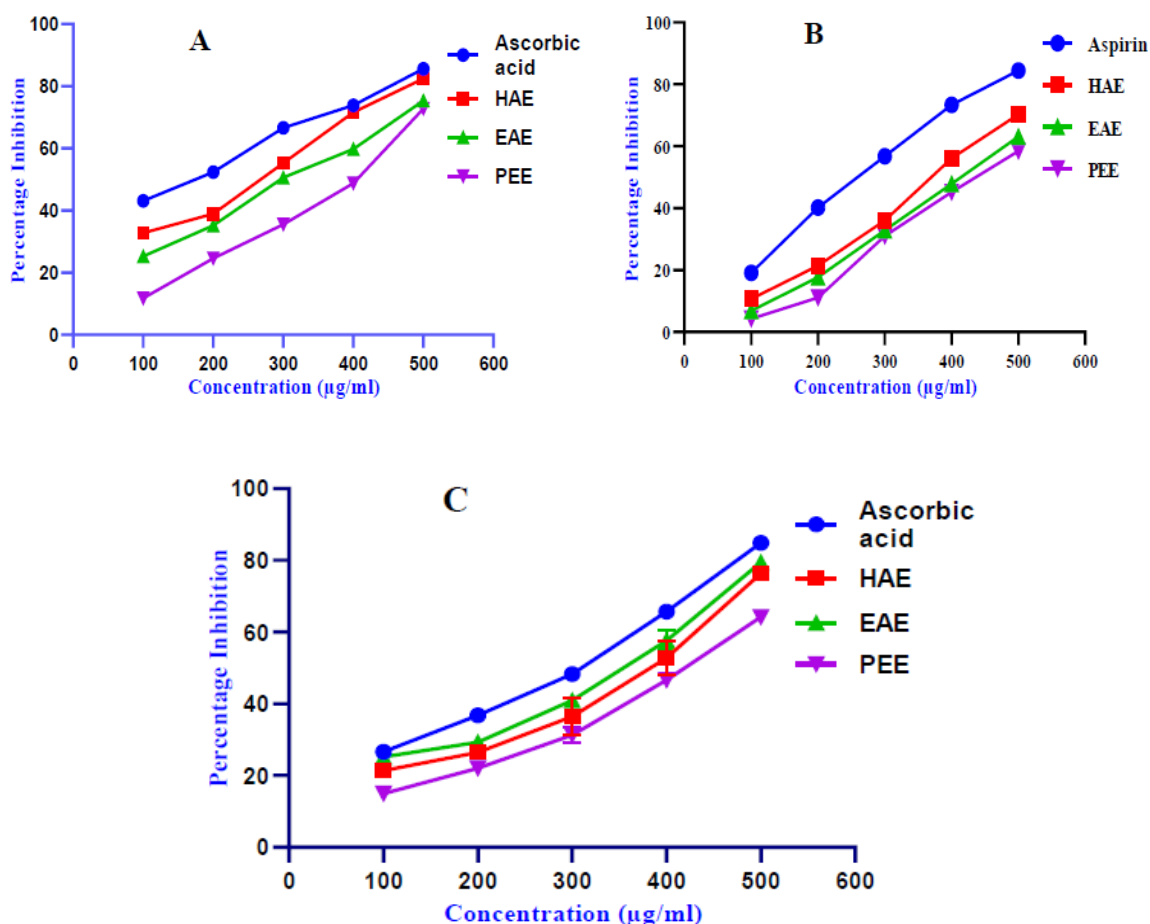 A
Percentage Inhibition
100
80
60
40
20
0
0 100 200 300 400 500 600
Concentration (µg/ml)
Ascorbic
acid
HAE
EAE
PEE
B
Percentage Inhibition
100
80
60
40
20
0
0 100 200 300 400 500 600
Concentration (µg/ml)
Aspirin
HAE
EAE
PEE
C
Percentage Inhibition
100
80
60
40
20
0
0 100 200 300 400 500 600
Concentration (µg/ml)
Ascorbic
acid
HAE
EAE
PEE